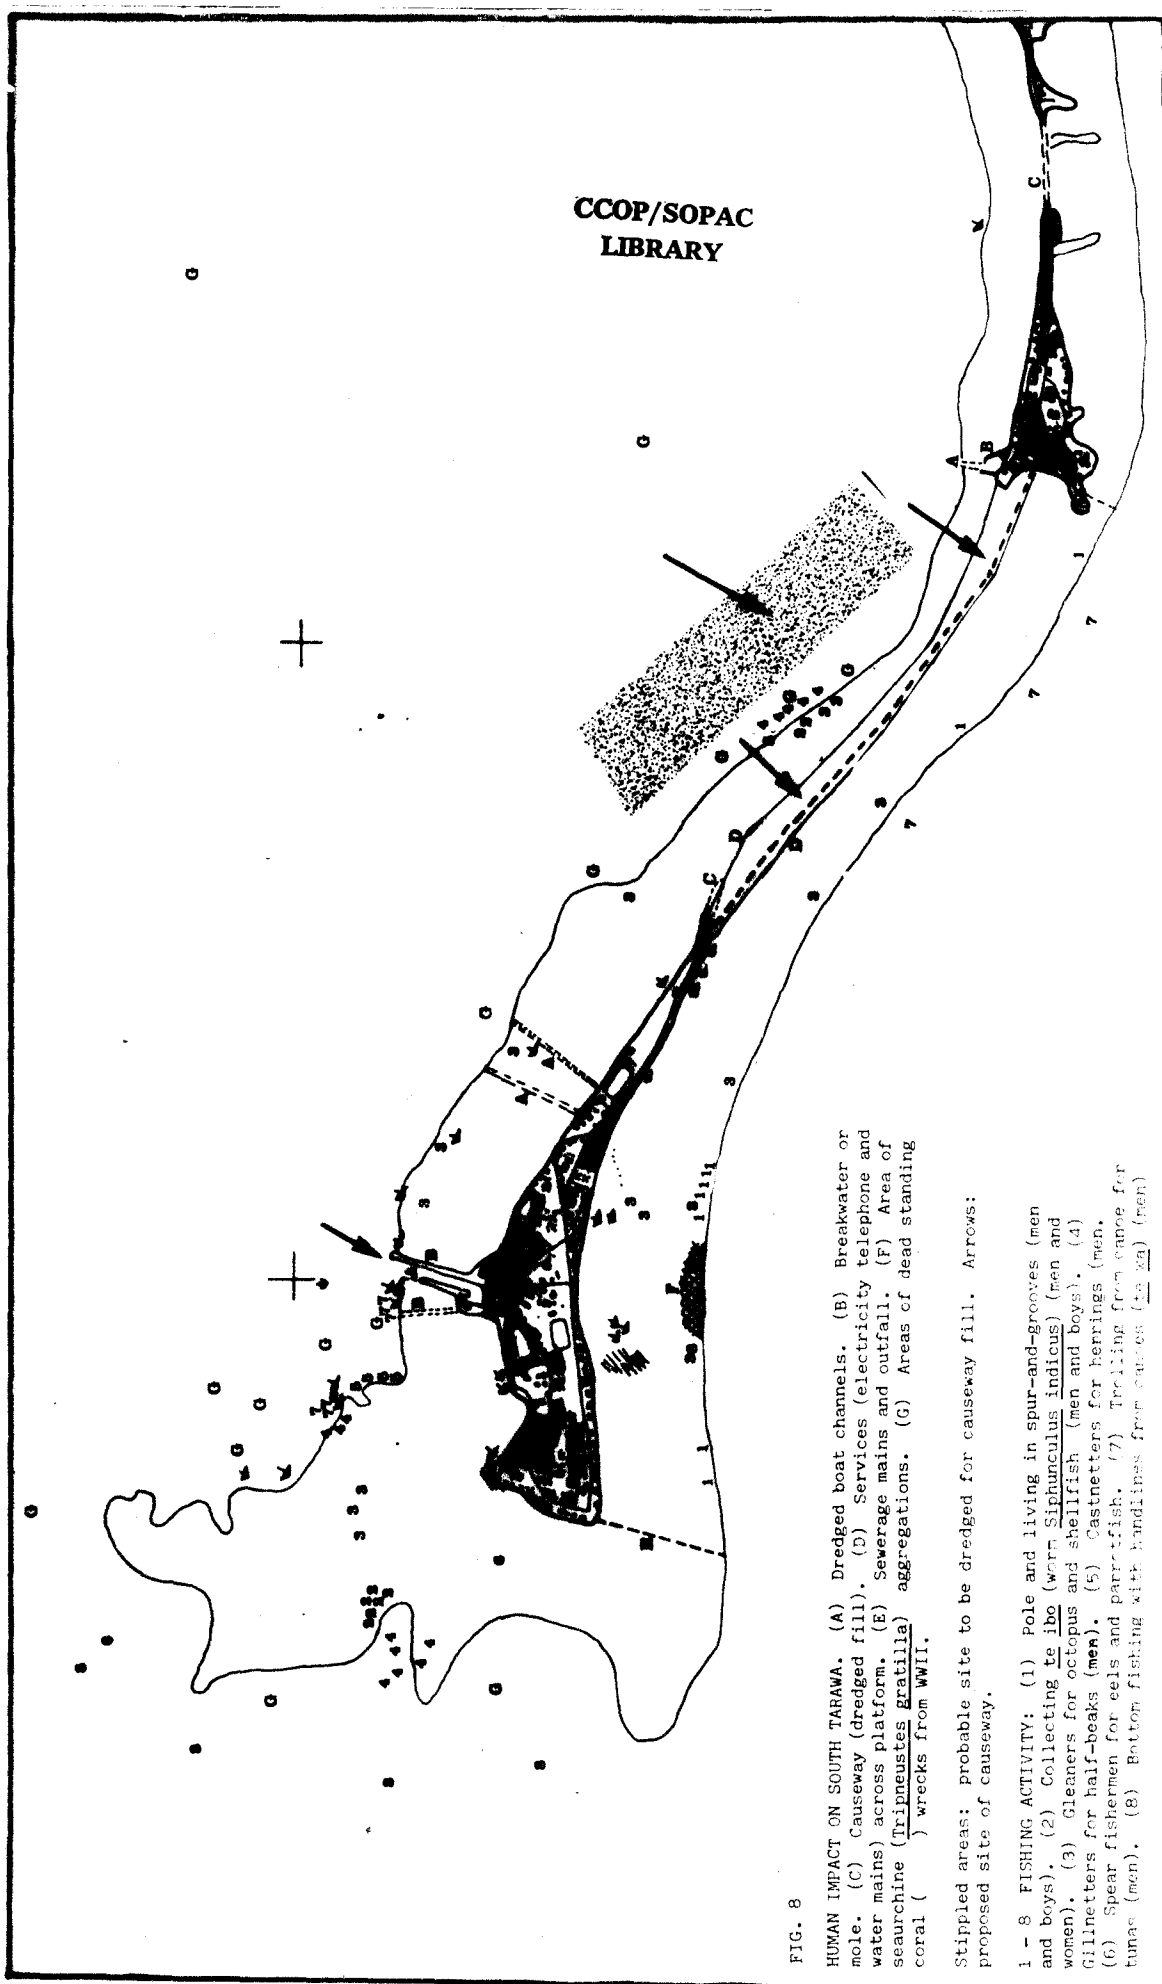 CCOP/SOPAC
LIBRARY
FIG. 8
HUMAN IMPACT ON SOUTH TARAWA. (A) Dredged boat channels. (B) Breakwater or
mole. (C) Causeway (dredged fill). (D) Services (electricity telephone and
water mains) across platform. (E) Sewerage mains and outfall. (F) Area of
seaurchine (Tripneustes gratilla) aggregations. (G) Areas of dead standing
coral ( ) wrecks from WWII.
Stippled areas: probable site to be dredged for causeway fill. Arrows:
proposed site of causeway.
1 - 8 FISHING ACTIVITY: (1) Pole and living in spur-and-grooves (men
and boys). (2) Collecting te ibo (worm Siphunculus indicus) (men and
women). (3) Gleaners for octopus and shellfish (men and boys). (4)
Gillnetters for half-beaks (men). (5) Castnetters for herrings (men.
(6) Spear fishermen for eels and parrotfish. (7) Trolling from canoe for
tunas (men). (8) Bottom fishing with handlines from canoes (te wa) (men)